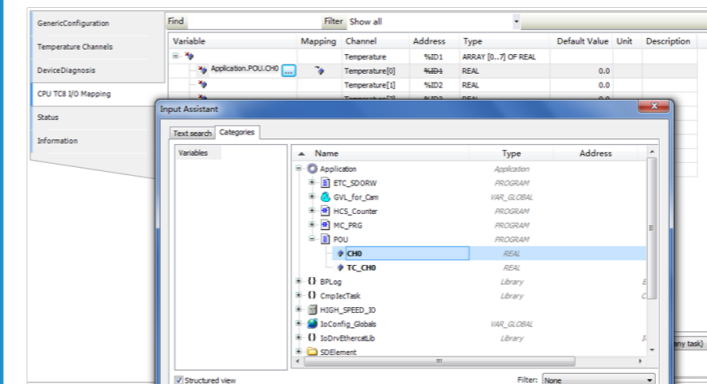 GenericConfiguration
Temperature Channels
DeviceDiagnosis
CPU TC8 I/O Mapping
Status
Information
Find Filter Show all
Variable Mapping Channel Address Type Default Value Unit Description
Temperature %ID1 ARRAY [0..7] OF REAL
Application.POU.CH0 ... Temperature[0] %ID1 REAL 0.0
Temperature[1] %ID2 REAL 0.0
Input Assistant
Text search Categories
Variables
Name Type Address
Application Application
ETC_SDORW PROGRAM
GVL_for_Cam VAR_GLOBAL
HCS_Counter PROGRAM
MC_PRG PROGRAM
POU PROGRAM
CH0 REAL
TC_CH0 REAL
BPLog Library
CmpIecTask Library
HIGH_SPEED_IO
IoConfig_Globals VAR_GLOBAL
IoDrvEthercatLib Library
SDElement
any task)
Structured view
Filter: None